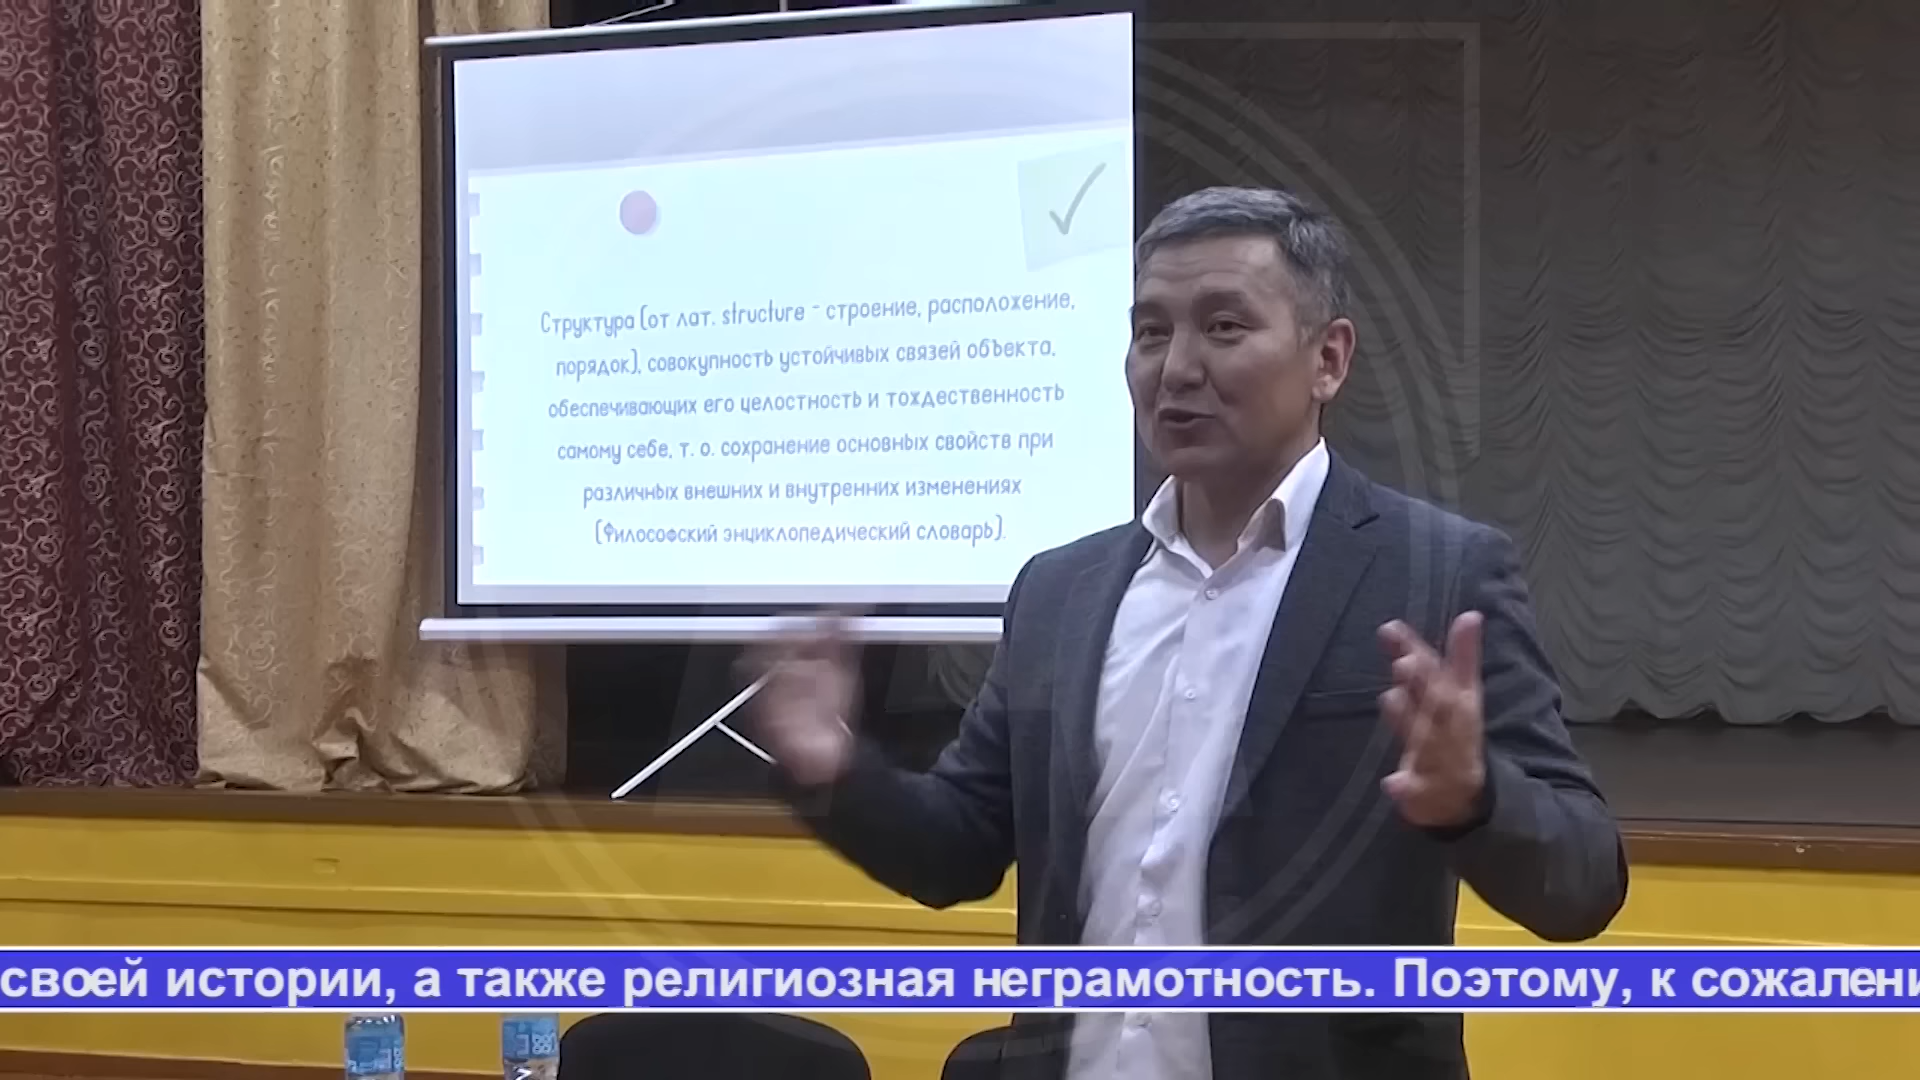 Структура (от лат. structure - строение, расположение,
порядок), совокупность устойчивых связей объекта,
обеспечивающих его целостность и тождественность
самому себе, т. о. сохранение основных свойств при
различных внешних и внутренних изменениях
(Философский энциклопедический словарь).
своей истории, а также религиозная неграмотность. Поэтому, к сожалени